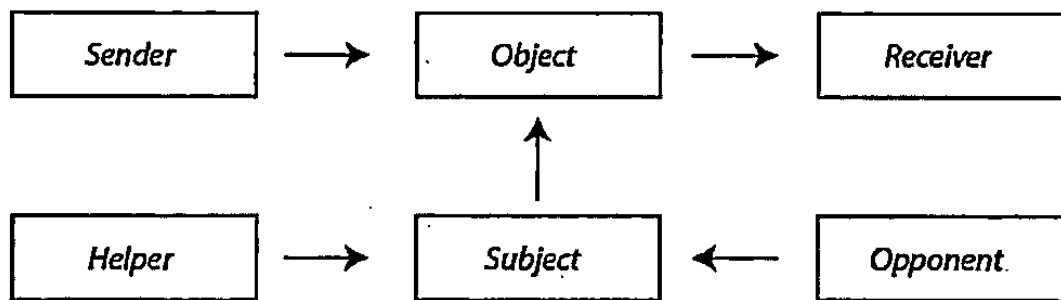 Sender
Object
Receiver
Helper
Subject
Opponent